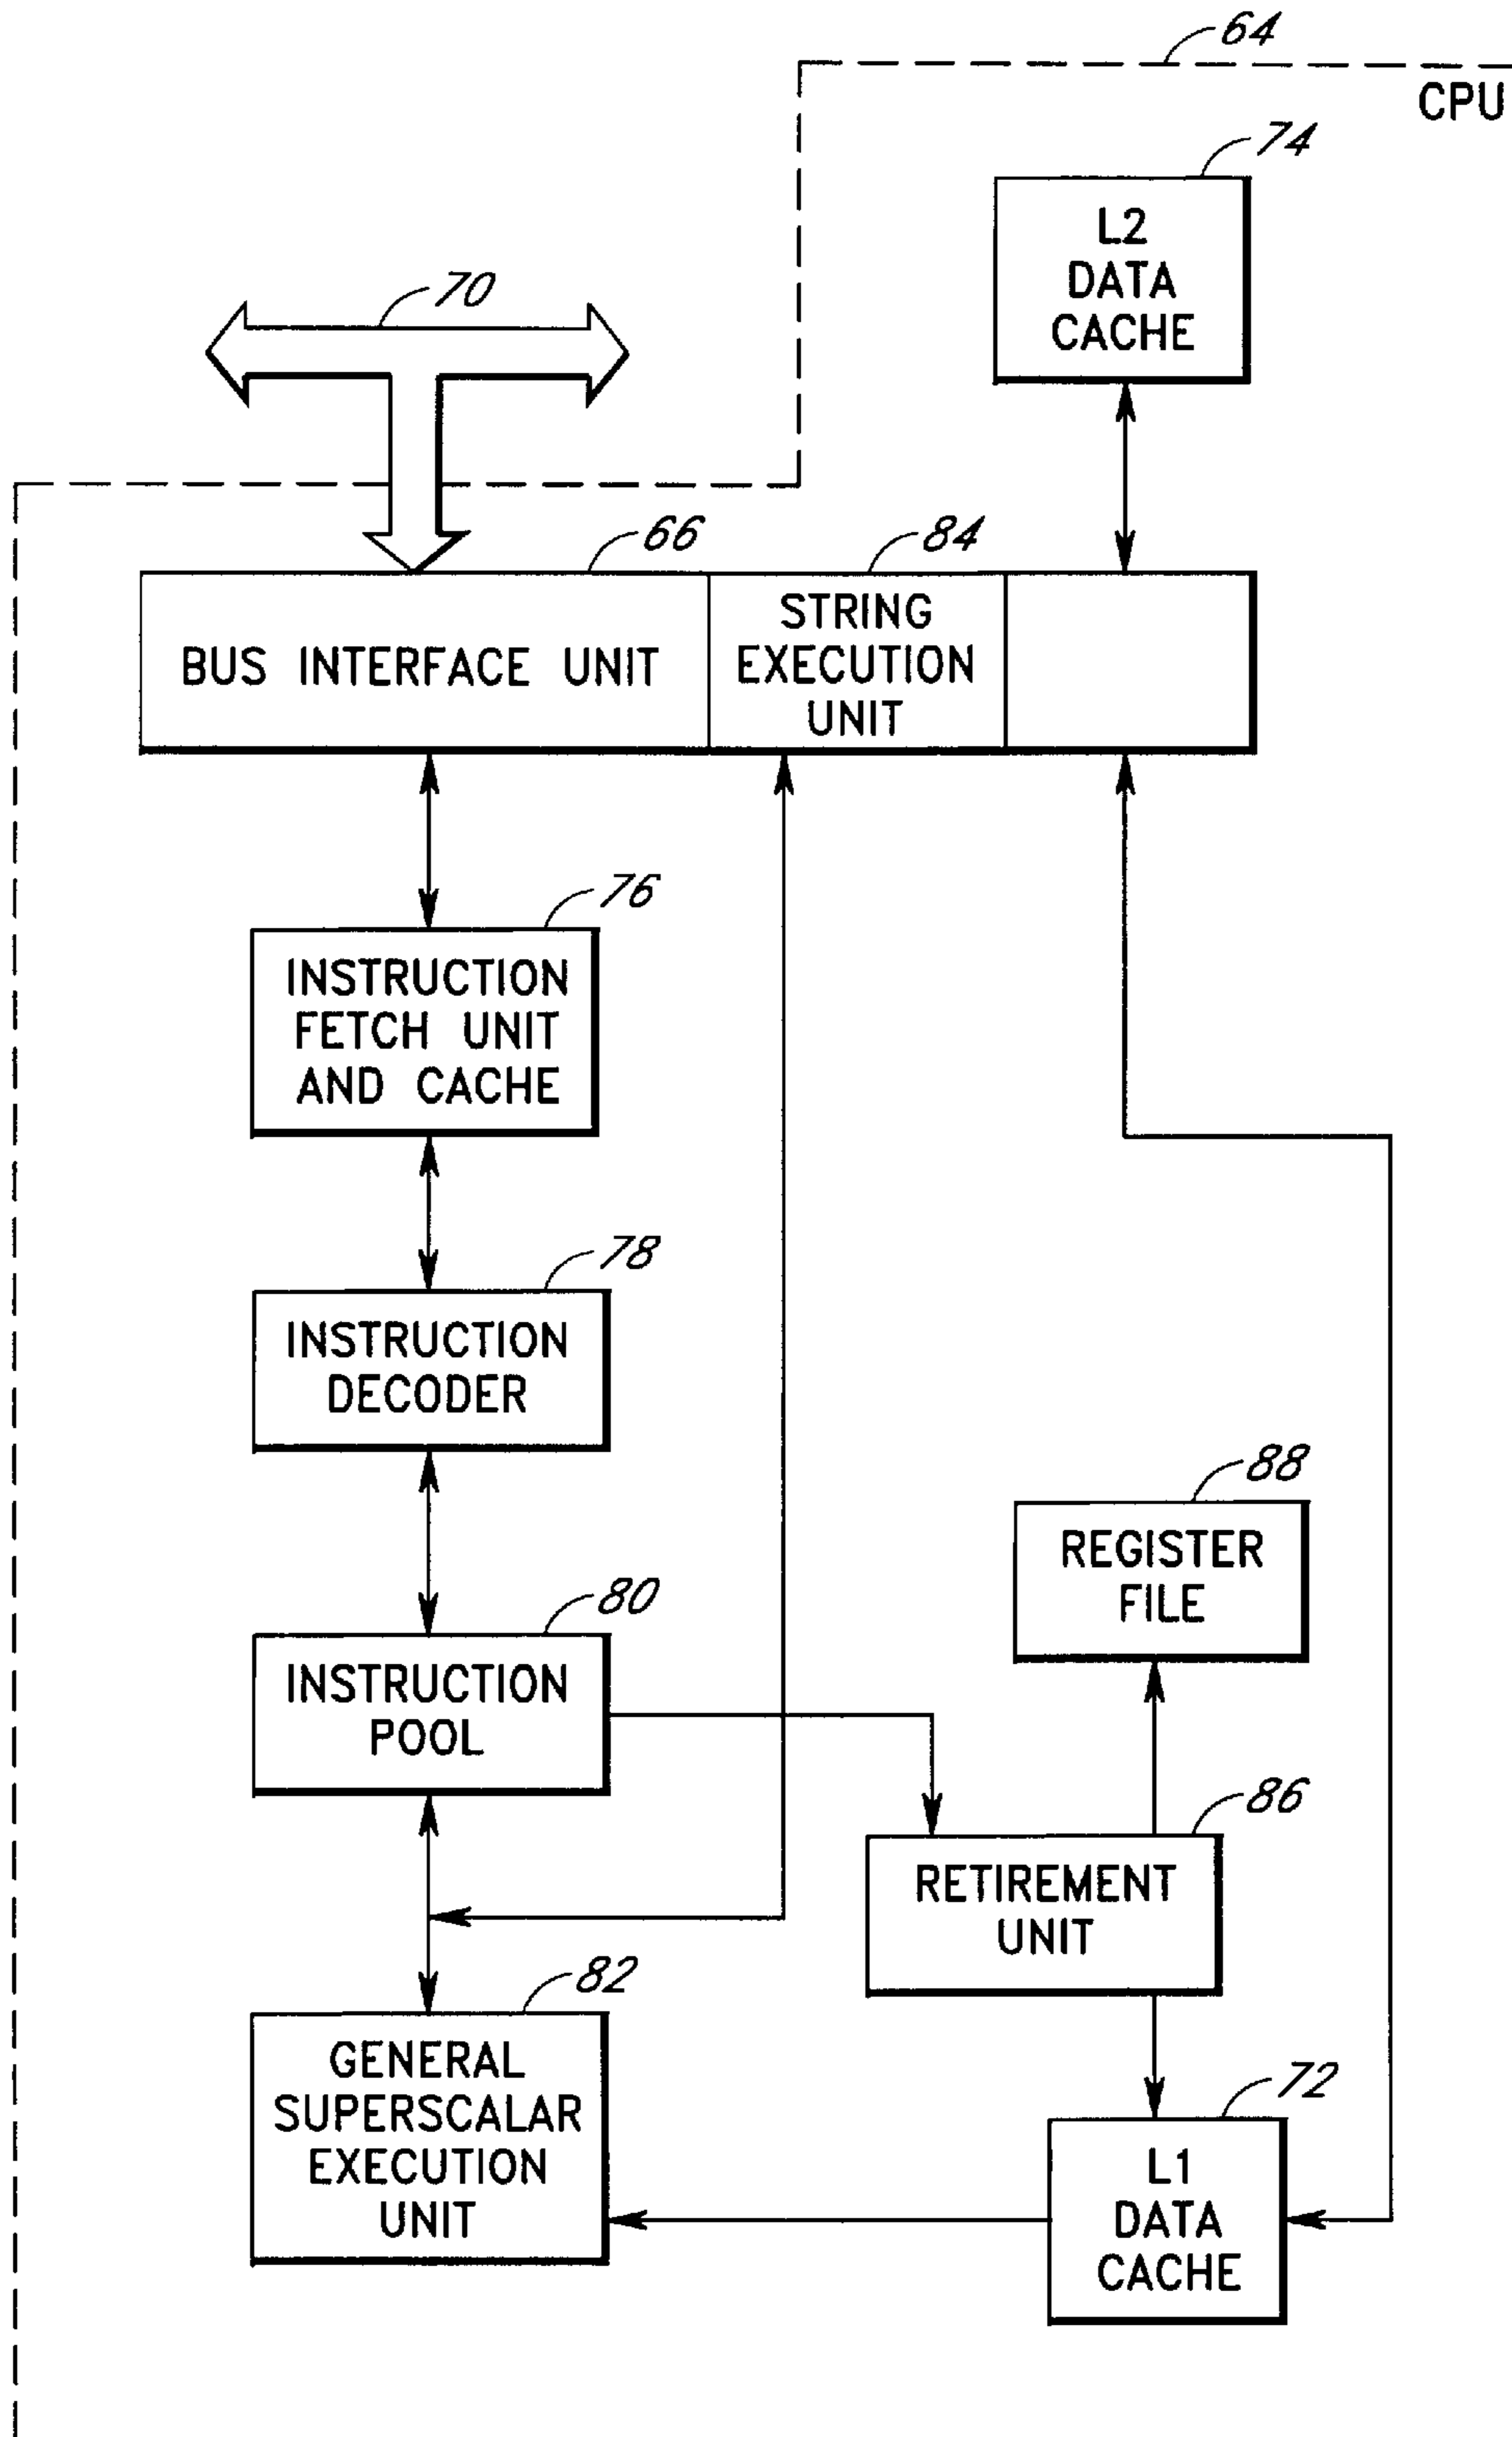 64
CPU
74
L2
DATA
CACHE
70
66
84
BUS INTERFACE UNIT
STRING
EXECUTION
UNIT
76
INSTRUCTION
FETCH UNIT
AND CACHE
78
INSTRUCTION
DECODER
88
REGISTER
FILE
80
INSTRUCTION
POOL
86
RETIREMENT
UNIT
82
GENERAL
SUPERSCALAR
EXECUTION
UNIT
72
L1
DATA
CACHE